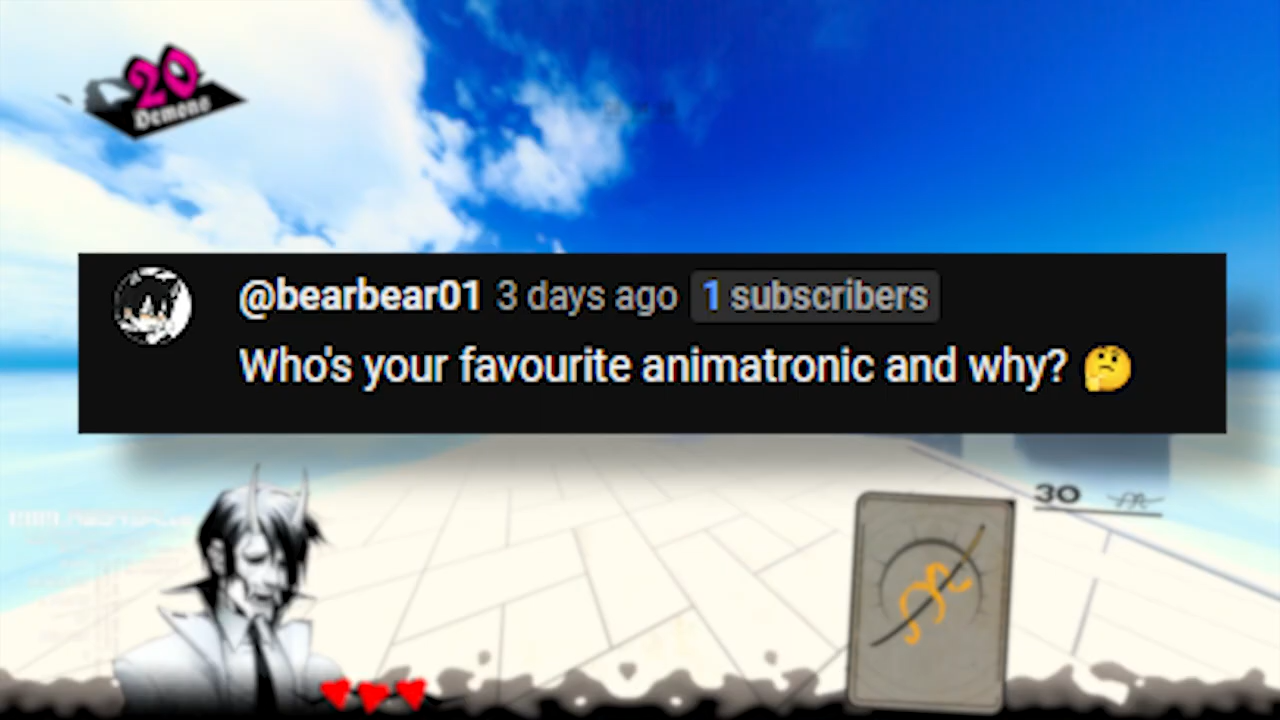 20
Demons
@bearbear01 3 days ago 1 subscribers
Who's your favourite animatronic and why? 🤔
30